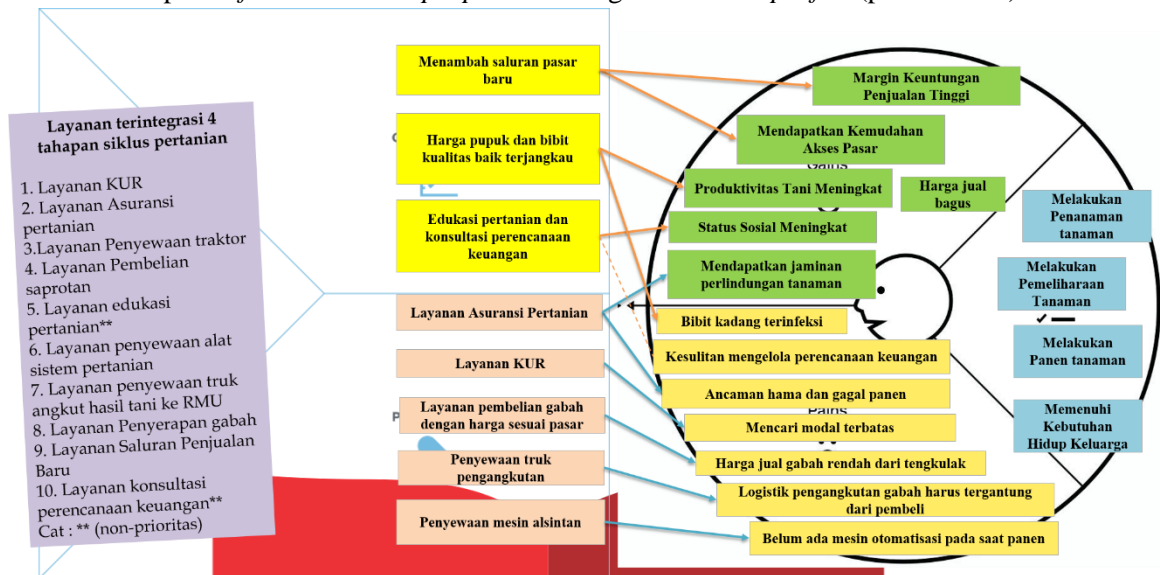 Layanan terintegrasi 4
tahapan siklus pertanian
1. Layanan KUR
2. Layanan Asuransi
pertanian
3.Layanan Penyewaan traktor
4. Layanan Pembelian
saprotan
5. Layanan edukasi
pertanian**
6. Layanan penyewaan alat
sistem pertanian
7. Layanan penyewaan truk
angkut hasil tani ke RMU
8. Layanan Penyerapan gabah
9. Layanan Saluran Penjualan
Baru
10. Layanan konsultasi
perencanaan keuangan**
Cat : ** (non-prioritas)
Menambah saluran pasar
baru
Harga pupuk dan bibit
kualitas baik terjangkau
Edukasi pertanian dan
konsultasi perencanaan
keuangan
Layanan Asuransi Pertanian
Layanan KUR
Layanan pembelian gabah
dengan harga sesuai pasar
Penyewaan truk
pengangkutan
Penyewaan mesin alsintan
Margin Keuntungan
Penjualan Tinggi
Mendapatkan Kemudahan
Akses Pasar
Gains
Produktivitas Tani Meningkat
Harga jual
bagus
Status Sosial Meningkat
Mendapatkan jaminan
perlindungan tanaman
Bibit kadang terinfeksi
Kesulitan mengelola perencanaan keuangan
Ancaman hama dan gagal panen
Pains
Mencari modal terbatas
Harga jual gabah rendah dari tengkulak
Logistik pengangkutan gabah harus tergantung
dari pembeli
Belum ada mesin otomatisasi pada saat panen
Melakukan
Penanaman
tanaman
Melakukan
Pemeliharaan
Tanaman
Melakukan
Panen tanaman
Memenuhi
Kebutuhan
Hidup Keluarga